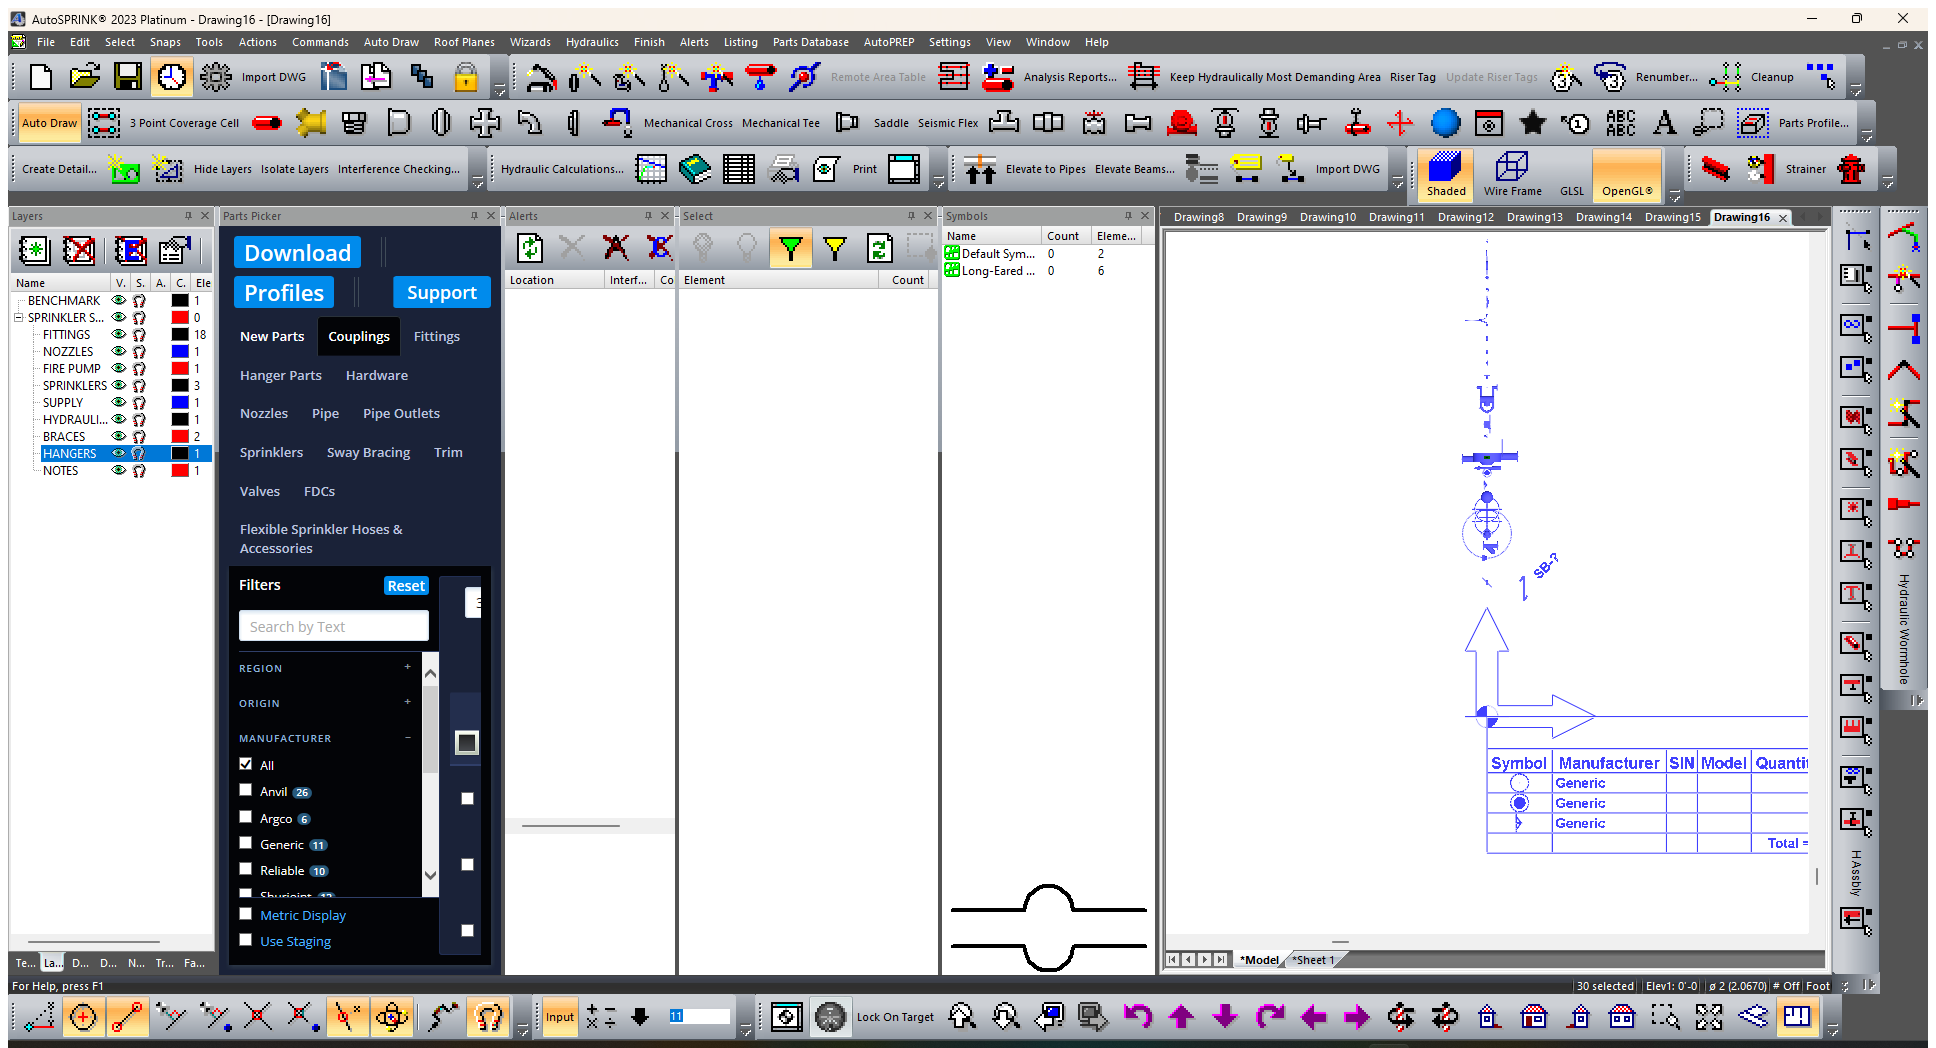 AutoSPRINK® 2023 Platinum - Drawing16 - [Drawing16]
File Edit Select Snaps Tools Actions Commands Auto Draw Roof Planes Wizards Hydraulics Finish Alerts Listing Parts Database AutoPREP Settings View Window Help
Import DWG Remote Area Table Analysis Reports... Keep Hydraulically Most Demanding Area Riser Tag Update Riser Tags Renumber... Cleanup
Auto Draw 3 Point Coverage Cell Mechanical Cross Mechanical Tee Saddle Seismic Flex ABC ABC A Parts Profile...
Create Detail... Hide Layers Isolate Layers Interference Checking... Hydraulic Calculations... Print Elevate to Pipes Elevate Beams... Import DWG Shaded Wire Frame GLSL OpenGL® Strainer
Layers
Name V. S. A. C. Ele
BENCHMARK 1
SPRINKLER S... 0
FITTINGS 18
NOZZLES 1
FIRE PUMP 1
SPRINKLERS 3
SUPPLY 1
HYDRAULI... 1
BRACES 2
HANGERS 1
NOTES 1
Te... La... D... D... N... Tr... Fa...
Parts Picker
Download
Profiles Support
New Parts Couplings Fittings
Hanger Parts Hardware
Nozzles Pipe Pipe Outlets
Sprinklers Sway Bracing Trim
Valves FDCs
Flexible Sprinkler Hoses &
Accessories
Filters Reset
Search by Text
REGION +
ORIGIN +
MANUFACTURER −
All
Anvil 26
Argco 6
Generic 11
Reliable 10
Shurjoint 12
Metric Display
Use Staging
Alerts
Location Interf... Co
Select
Element Count
Symbols
Name Count Eleme...
Default Sym... 0 2
Long-Eared ... 0 6
Drawing8 Drawing9 Drawing10 Drawing11 Drawing12 Drawing13 Drawing14 Drawing15 Drawing16
SB-?
Symbol Manufacturer SIN Model Quantit
Generic
Generic
Generic
Total =
*Model *Sheet 1
Hydraulic Wormhole
H.Assbly
For Help, press F1
30 selected Elev1: 0'-0 ø 2 (2.0670) # Off Foot
Input 11 Lock On Target